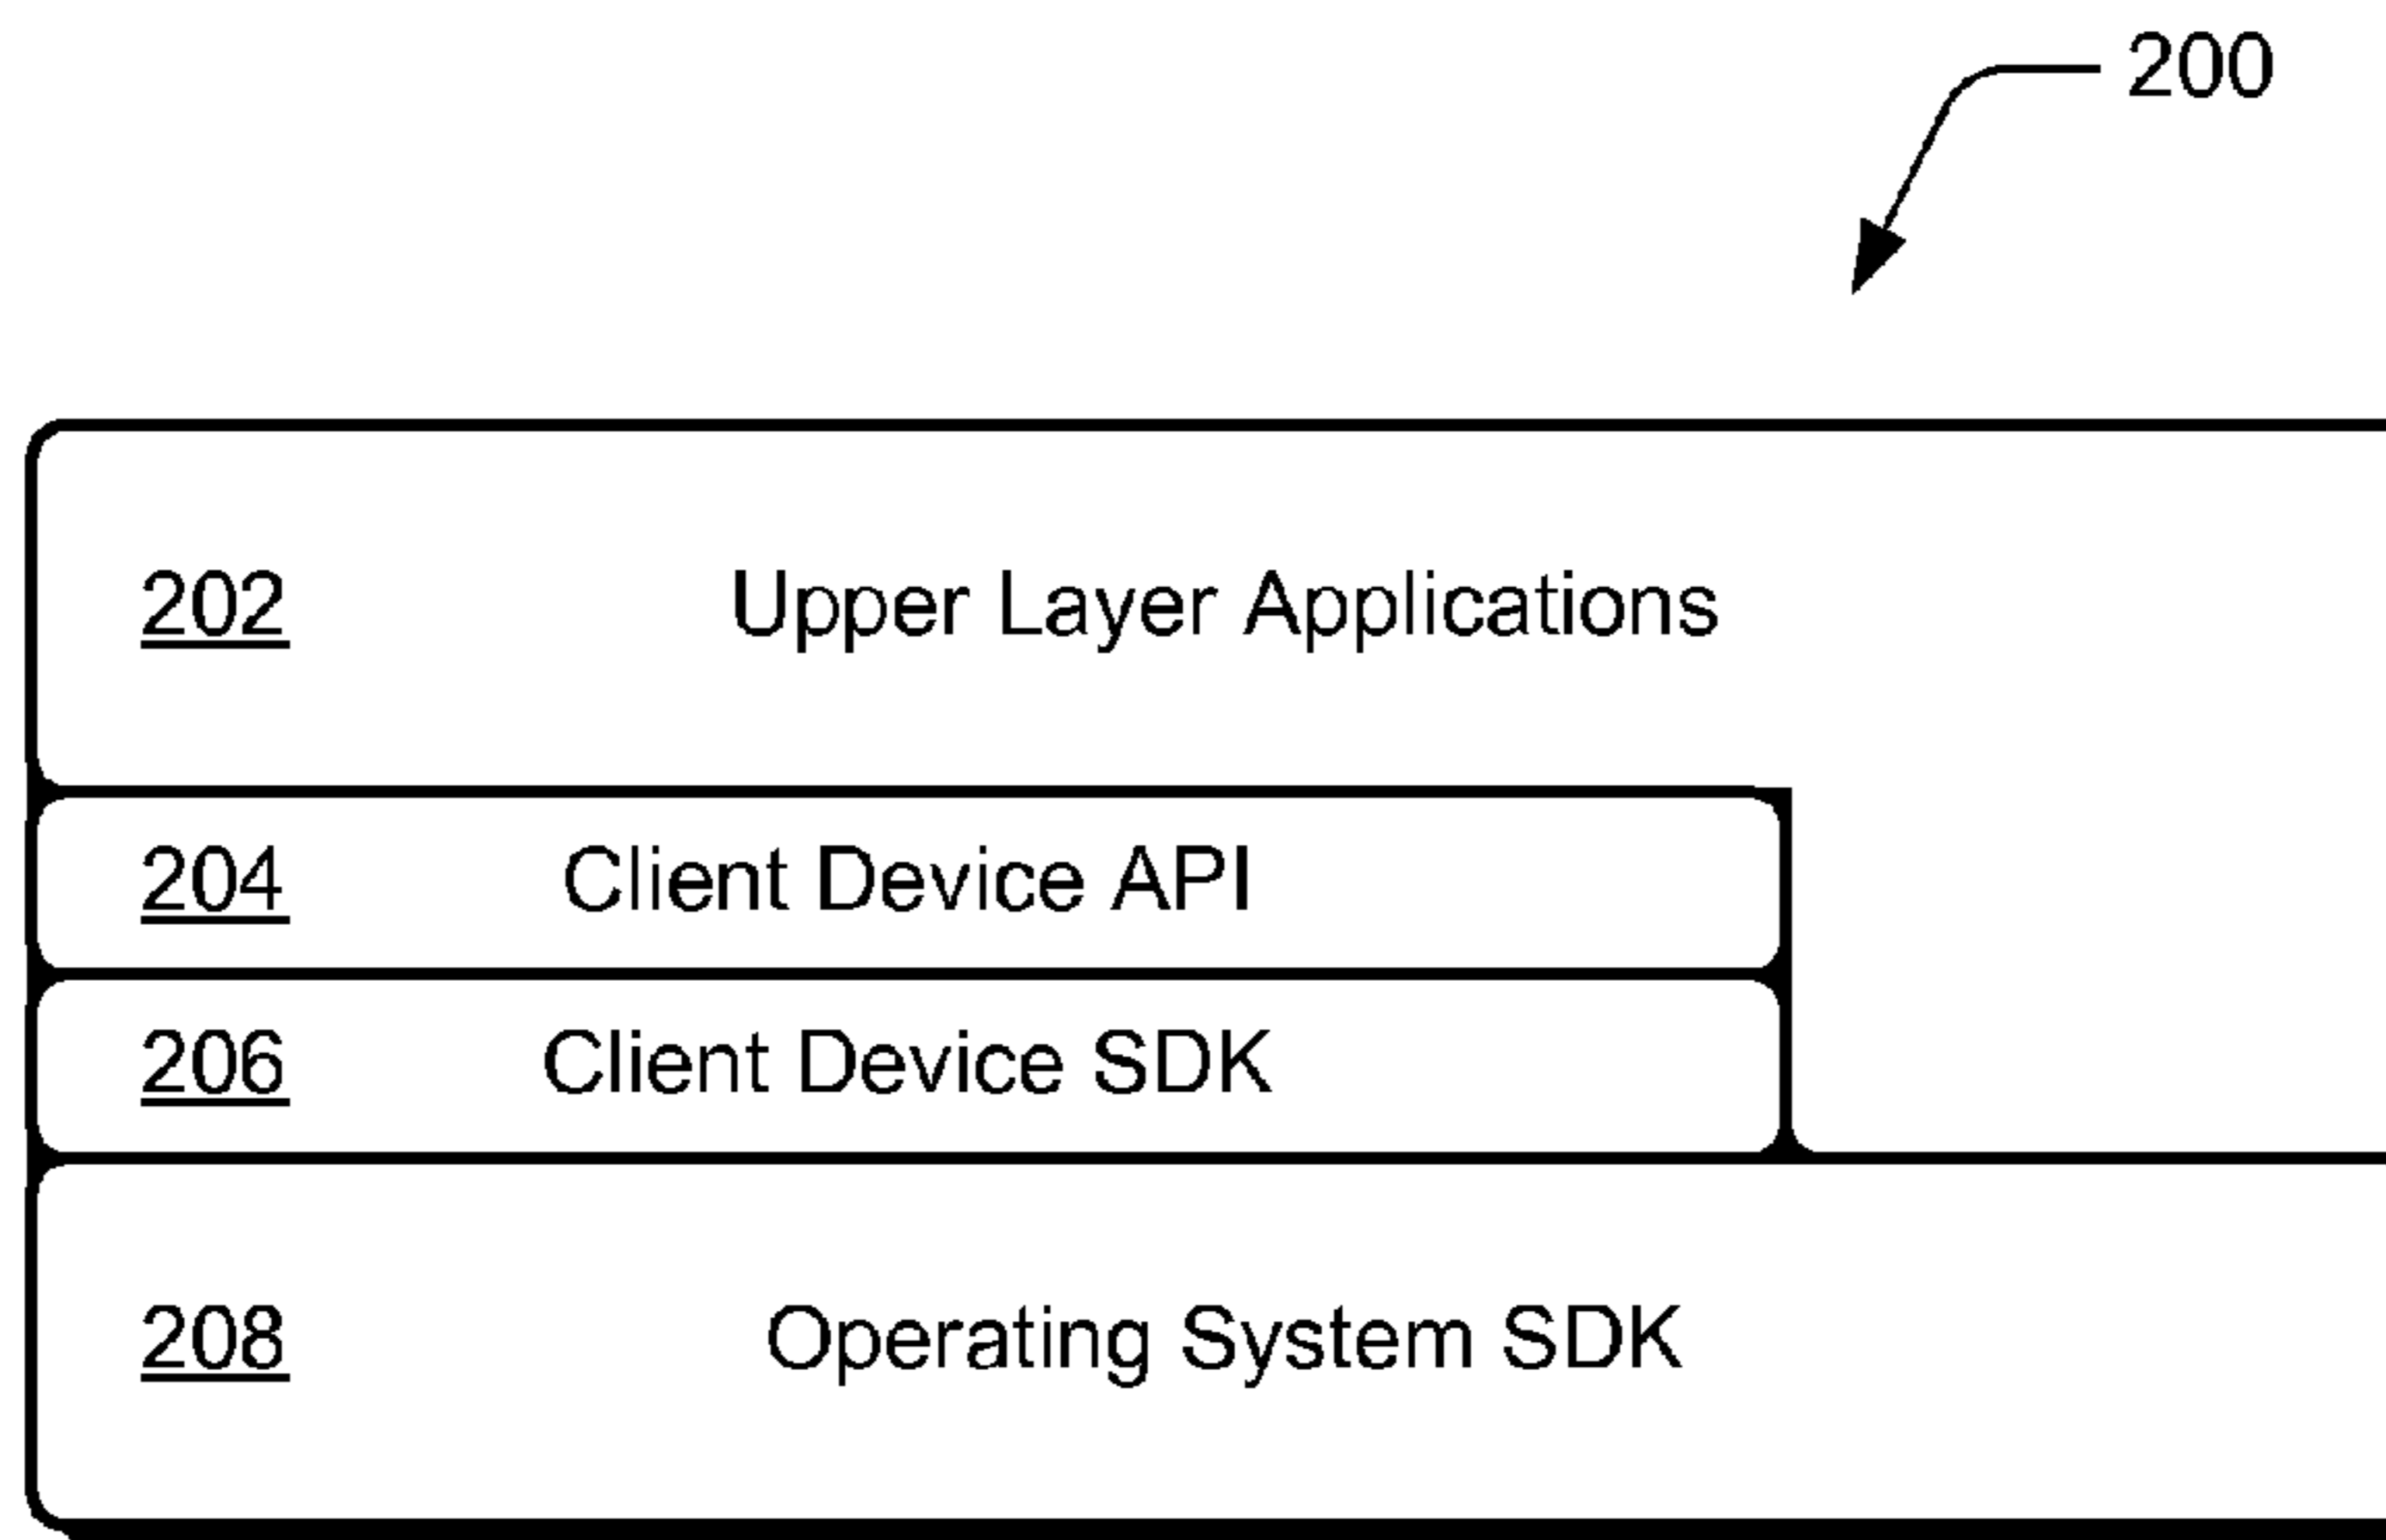 200
202 Upper Layer Applications
204 Client Device API
206 Client Device SDK
208 Operating System SDK